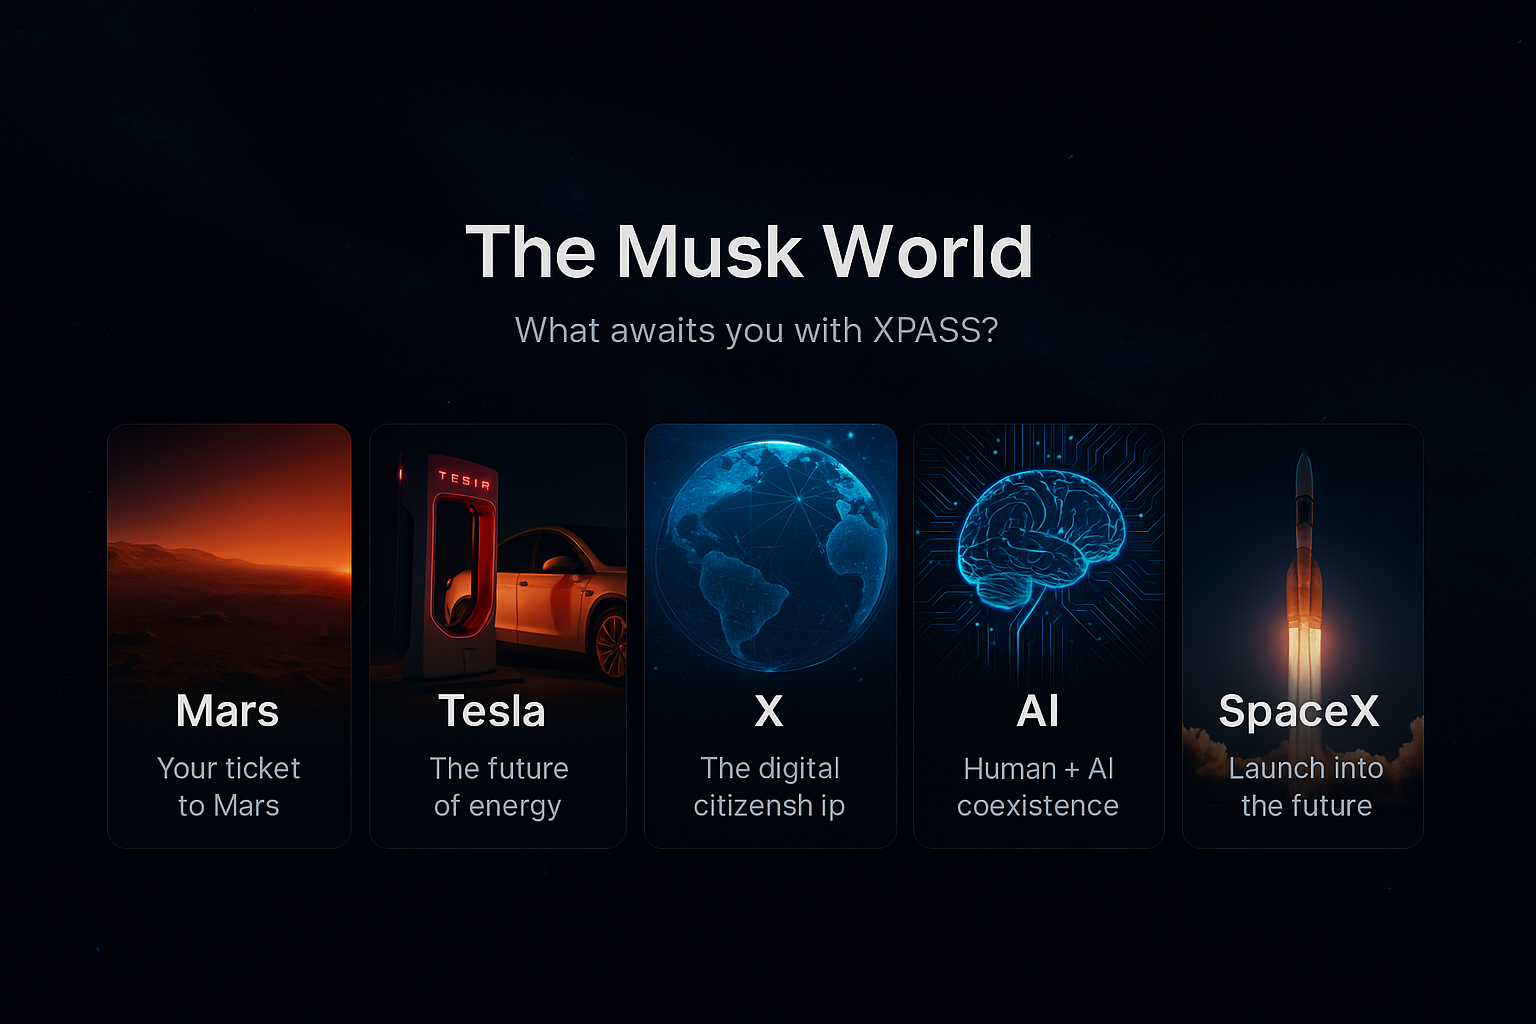 The Musk World
What awaits you with XPASS?
TESIR
Mars
Your ticket
to Mars
Tesla
The future
of energy
X
The digital
citizensh ip
AI
Human + AI
coexistence
SpaceX
Launch into
the future